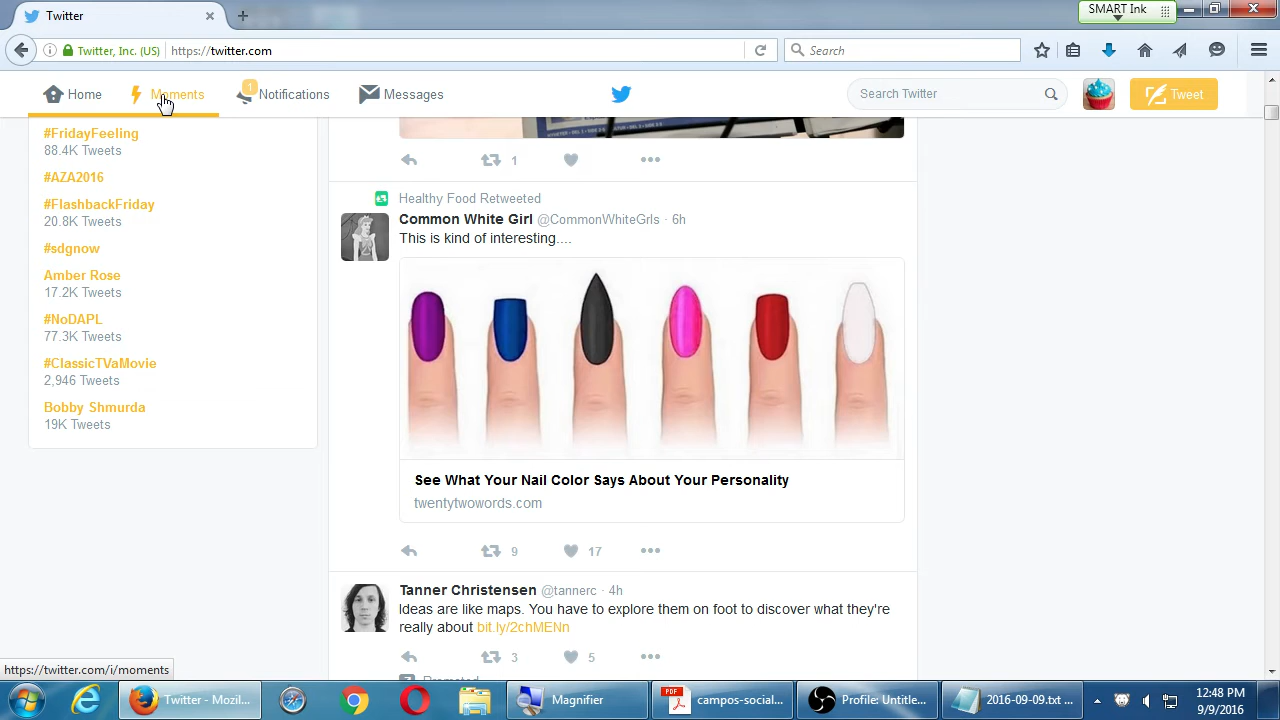 Twitter
SMART Ink
Twitter, Inc. (US)
https://twitter.com
Search
Home
Moments
1
Notifications
Messages
Search Twitter
Tweet
#FridayFeeling
88.4K Tweets
#AZA2016
#FlashbackFriday
20.8K Tweets
#sdgnow
Amber Rose
17.2K Tweets
#NoDAPL
77.3K Tweets
#ClassicTVaMovie
2,946 Tweets
Bobby Shmurda
19K Tweets
1
Healthy Food Retweeted
Common White Girl @CommonWhiteGrls · 6h
This is kind of interesting....
See What Your Nail Color Says About Your Personality
twentytwowords.com
9
17
Tanner Christensen @tannerc · 4h
Ideas are like maps. You have to explore them on foot to discover what they're
really about bit.ly/2chMENn
3
5
Promoted
https://twitter.com/i/moments
Twitter - Mozil...
Magnifier
PDF
campos-social...
Profile: Untitle...
2016-09-09.txt ...
12:48 PM
9/9/2016